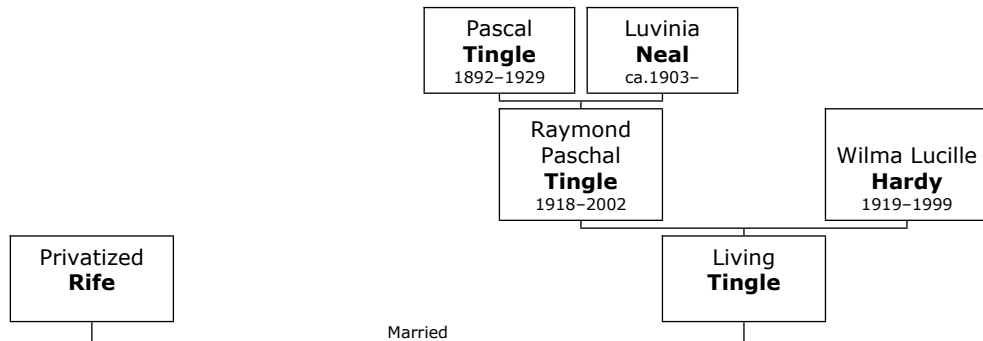 Pascal
Tingle
1892–1929
Luvinia
Neal
ca.1903–
Raymond
Paschal
Tingle
1918–2002
Wilma Lucille
Hardy
1919–1999
Privatized
Rife
Living
Tingle
Married